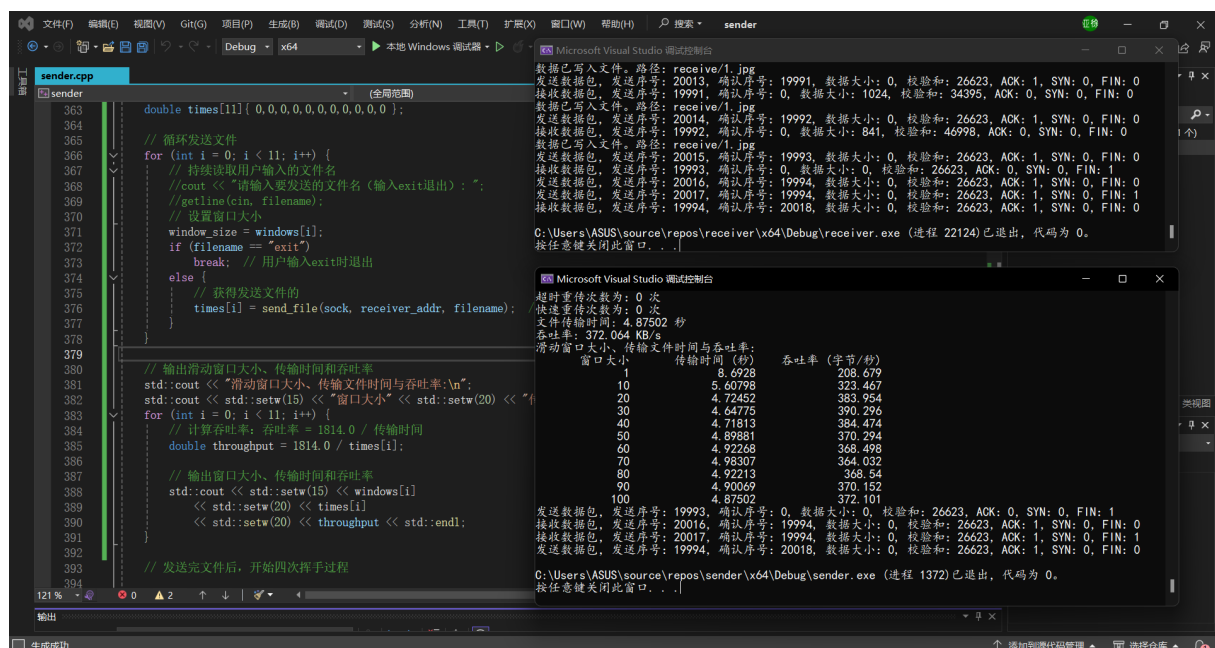 文件(F) 编辑(E) 视图(V) Git(G) 项目(P) 生成(B) 调试(D) 测试(S) 分析(N) 工具(T) 扩展(X) 窗口(W) 帮助(H) 搜索 sender
Debug x64 本地 Windows 调试器
sender.cpp
sender (全局范围)
363 double times[11]{ 0,0,0,0,0,0,0,0,0,0,0 };
364
365 // 循环发送文件
366 for (int i = 0; i < 11; i++) {
367 // 持续读取用户输入的文件名
368 //cout << "请输入要发送的文件名（输入exit退出）: ";
369 //getline(cin, filename);
370 // 设置窗口大小
371 window_size = windows[i];
372 if (filename == "exit")
373 break; // 用户输入exit时退出
374 else {
375 // 获得发送文件的
376 times[i] = send_file(sock, receiver_addr, filename);
377 }
378 }
379
380 // 输出滑动窗口大小、传输时间和吞吐率
381 std::cout << "滑动窗口大小、传输文件时间与吞吐率:\n";
382 std::cout << std::setw(15) << "窗口大小" << std::setw(20) << "
383 for (int i = 0; i < 11; i++) {
384 // 计算吞吐率: 吞吐率 = 1814.0 / 传输时间
385 double throughput = 1814.0 / times[i];
386
387 // 输出窗口大小、传输时间和吞吐率
388 std::cout << std::setw(15) << windows[i]
389 << std::setw(20) << times[i]
390 << std::setw(20) << throughput << std::endl;
391 }
392
393 // 发送完文件后，开始四次挥手过程
394
121 % 0 2
输出
生成成功
添加到源代码管理 选择仓库
类视图
工具箱
Microsoft Visual Studio 调试控制台
数据已写入文件。路径: receive/1.jpg
发送数据包, 发送序号: 20013, 确认序号: 19991, 数据大小: 0, 校验和: 26623, ACK: 1, SYN: 0, FIN: 0
接收数据包, 发送序号: 19991, 确认序号: 0, 数据大小: 1024, 校验和: 34395, ACK: 0, SYN: 0, FIN: 0
数据已写入文件。路径: receive/1.jpg
发送数据包, 发送序号: 20014, 确认序号: 19992, 数据大小: 0, 校验和: 26623, ACK: 1, SYN: 0, FIN: 0
接收数据包, 发送序号: 19992, 确认序号: 0, 数据大小: 841, 校验和: 46998, ACK: 0, SYN: 0, FIN: 0
数据已写入文件。路径: receive/1.jpg
发送数据包, 发送序号: 20015, 确认序号: 19993, 数据大小: 0, 校验和: 26623, ACK: 1, SYN: 0, FIN: 0
接收数据包, 发送序号: 19993, 确认序号: 0, 数据大小: 0, 校验和: 26623, ACK: 0, SYN: 0, FIN: 1
发送数据包, 发送序号: 20016, 确认序号: 19994, 数据大小: 0, 校验和: 26623, ACK: 1, SYN: 0, FIN: 0
发送数据包, 发送序号: 20017, 确认序号: 19994, 数据大小: 0, 校验和: 26623, ACK: 1, SYN: 0, FIN: 1
接收数据包, 发送序号: 19994, 确认序号: 20018, 数据大小: 0, 校验和: 26623, ACK: 1, SYN: 0, FIN: 0
C:\Users\ASUS\source\repos\receiver\x64\Debug\receiver.exe (进程 22124)已退出, 代码为 0。
按任意键关闭此窗口. . .
Microsoft Visual Studio 调试控制台
超时重传次数为: 0 次
快速重传次数为: 0 次
文件传输时间: 4.87502 秒
吞吐率: 372.064 KB/s
滑动窗口大小、传输文件时间与吞吐率:
窗口大小 传输时间 (秒) 吞吐率 (字节/秒)
1 8.6928 208.679
10 5.60798 323.467
20 4.72452 383.954
30 4.64775 390.296
40 4.71813 384.474
50 4.89881 370.294
60 4.92268 368.498
70 4.98307 364.032
80 4.92213 368.54
90 4.90069 370.152
100 4.87502 372.101
发送数据包, 发送序号: 19993, 确认序号: 0, 数据大小: 0, 校验和: 26623, ACK: 0, SYN: 0, FIN: 1
接收数据包, 发送序号: 20016, 确认序号: 19994, 数据大小: 0, 校验和: 26623, ACK: 1, SYN: 0, FIN: 0
接收数据包, 发送序号: 20017, 确认序号: 19994, 数据大小: 0, 校验和: 26623, ACK: 1, SYN: 0, FIN: 1
发送数据包, 发送序号: 19994, 确认序号: 20018, 数据大小: 0, 校验和: 26623, ACK: 1, SYN: 0, FIN: 0
C:\Users\ASUS\source\repos\sender\x64\Debug\sender.exe (进程 1372)已退出, 代码为 0。
按任意键关闭此窗口. . .